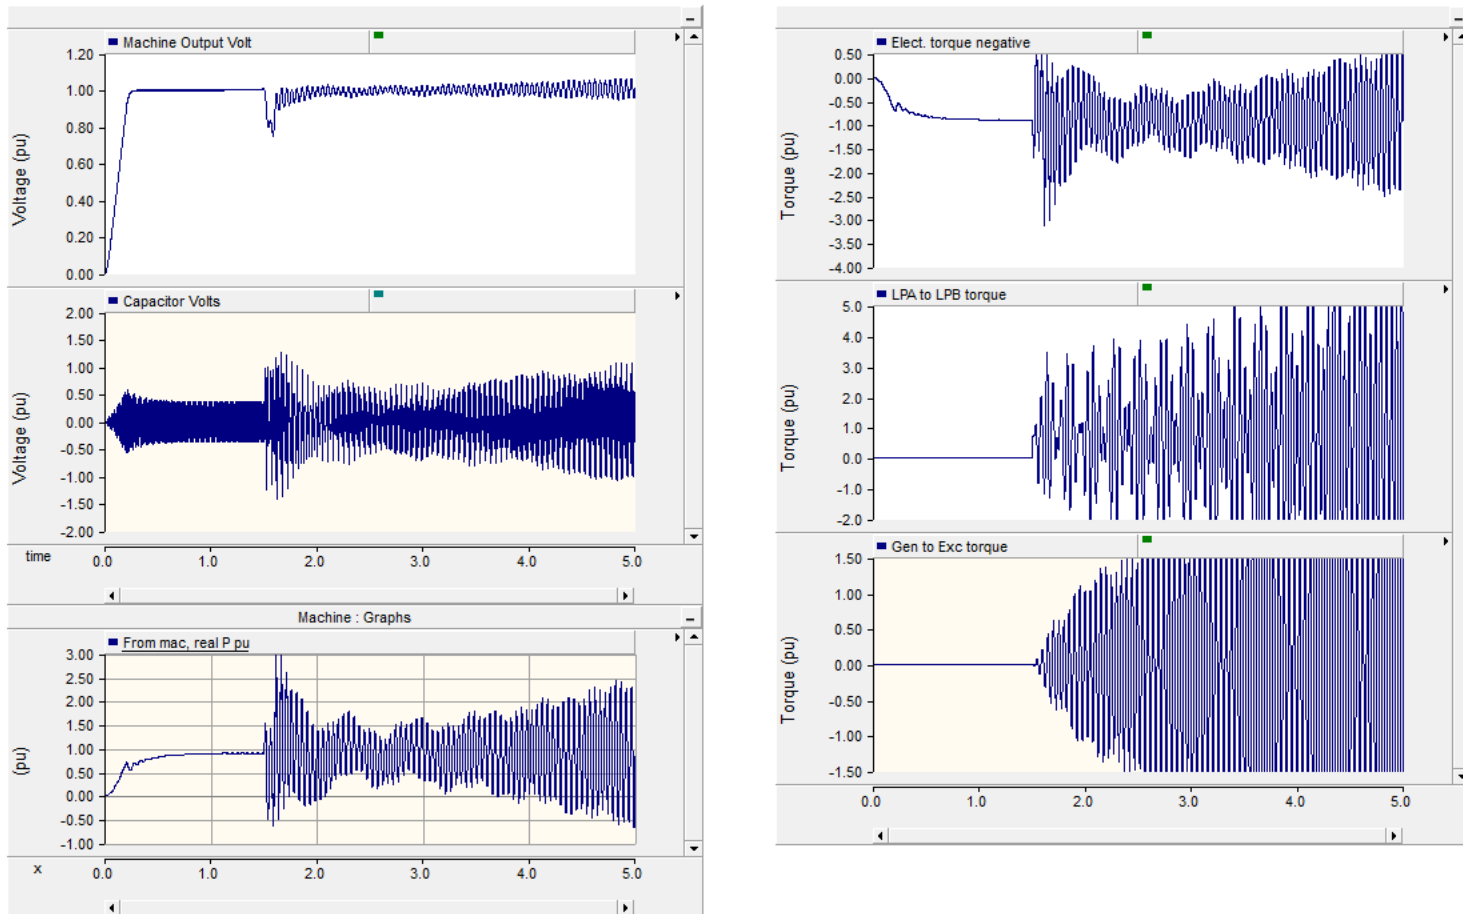 Machine Output Volt
Voltage (pu)
1.20
1.00
0.80
0.60
0.40
0.20
0.00
Capacitor Volts
Voltage (pu)
2.00
1.50
1.00
0.50
0.00
-0.50
-1.00
-1.50
-2.00
time
0.0 1.0 2.0 3.0 4.0 5.0
Machine : Graphs
From mac, real P pu
(pu)
3.00
2.50
2.00
1.50
1.00
0.50
0.00
-0.50
-1.00
x
0.0 1.0 2.0 3.0 4.0 5.0
Elect. torque negative
Torque (pu)
0.50
0.00
-0.50
-1.00
-1.50
-2.00
-2.50
-3.00
-3.50
-4.00
LPA to LPB torque
Torque (pu)
5.0
4.0
3.0
2.0
1.0
0.0
-1.0
-2.0
Gen to Exc torque
Torque (pu)
1.50
1.00
0.50
0.00
-0.50
-1.00
-1.50
0.0 1.0 2.0 3.0 4.0 5.0